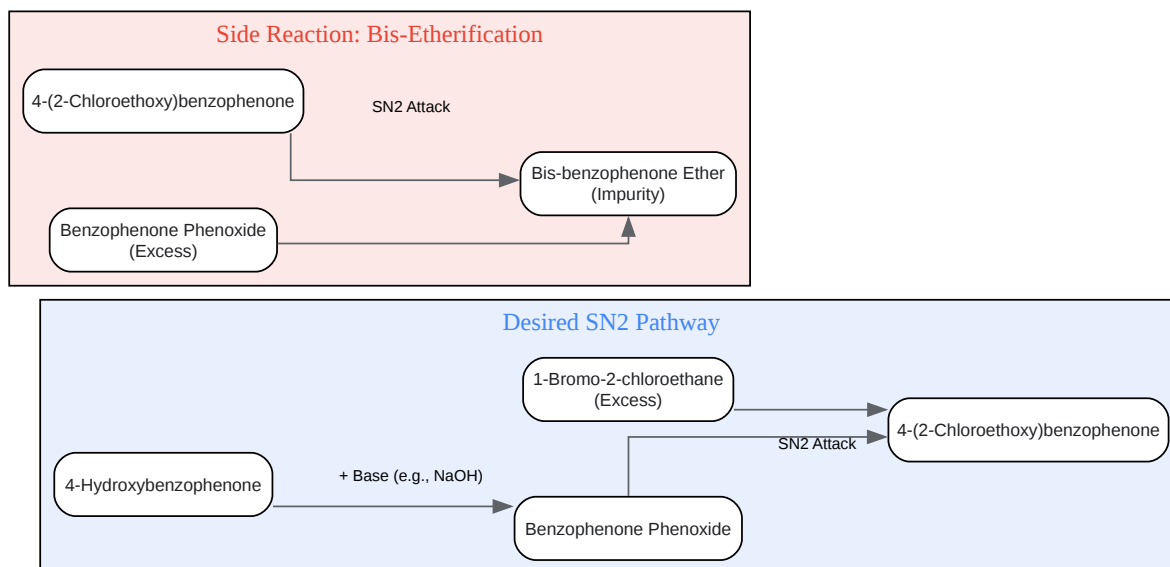 Side Reaction: Bis-Etherification
4-(2-Chloroethoxy)benzophenone
SN2 Attack
Bis-benzophenone Ether
(Impurity)
Benzophenone Phenoxide
(Excess)
Desired SN2 Pathway
1-Bromo-2-chloroethane
(Excess)
4-(2-Chloroethoxy)benzophenone
SN2 Attack
4-Hydroxybenzophenone
+ Base (e.g., NaOH)
Benzophenone Phenoxide